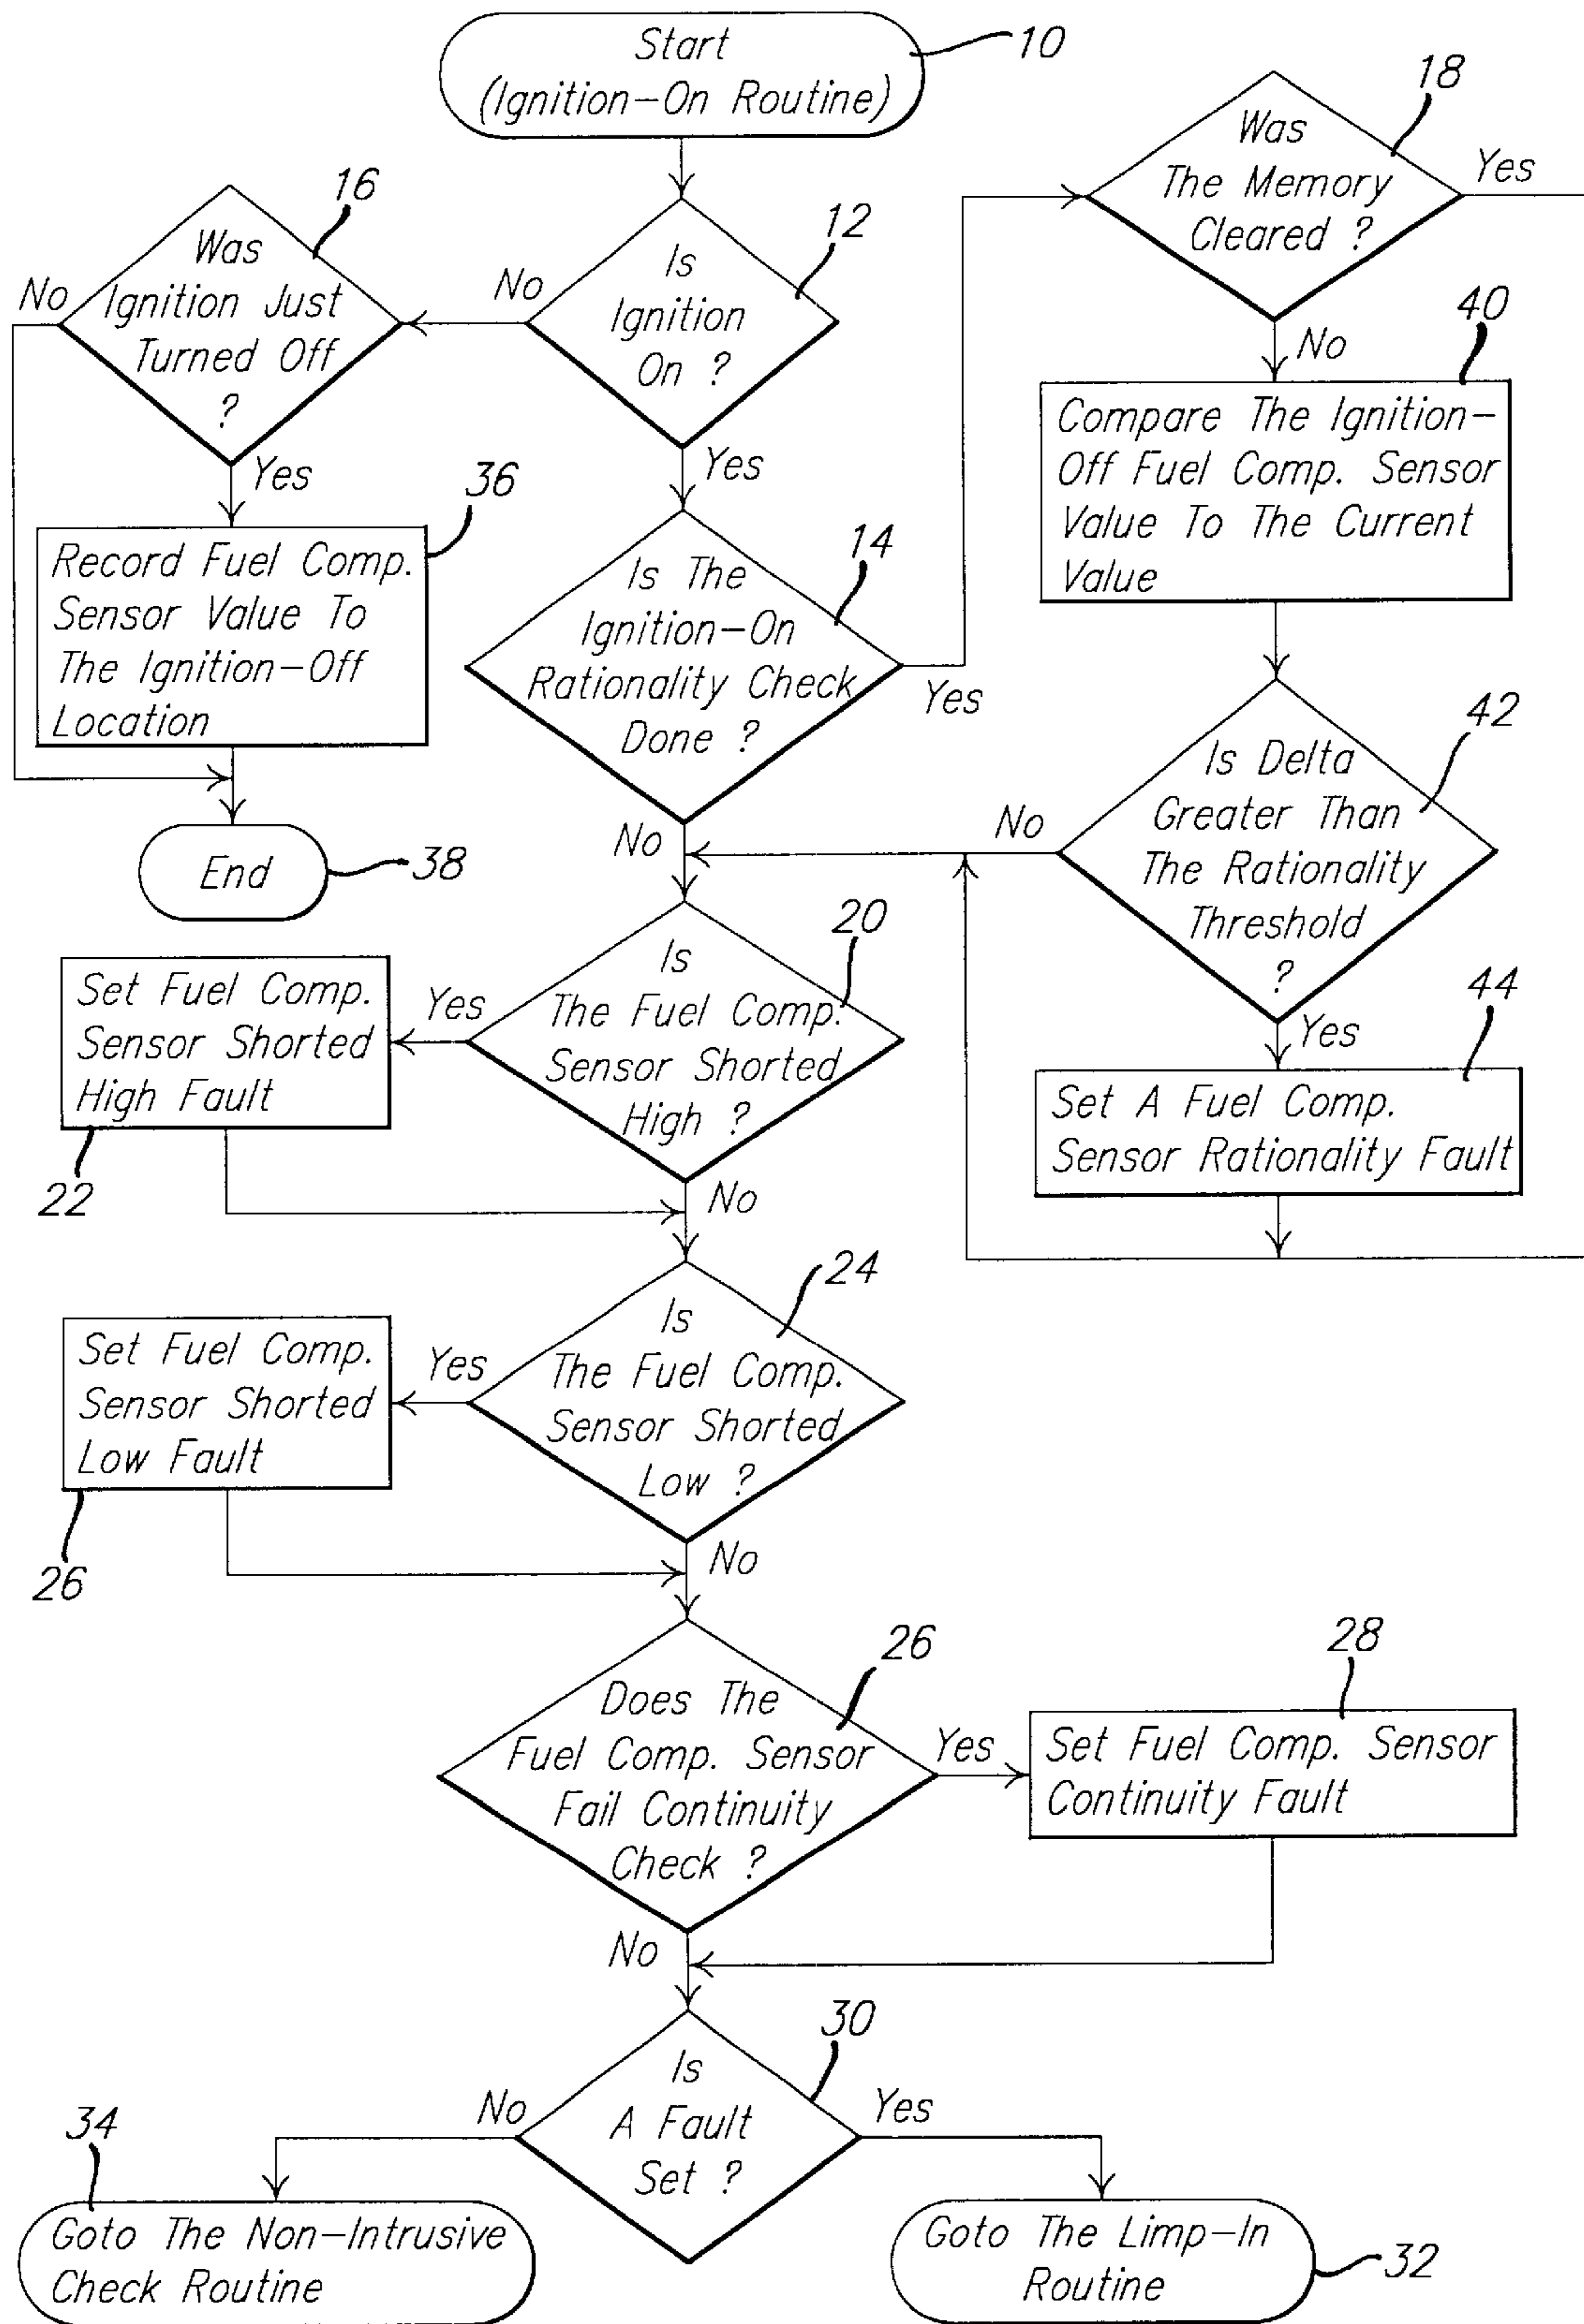 Start
(Ignition-On Routine)
10
Was
The Memory
Cleared ?
18
Yes
No
Was
Ignition Just
Turned Off
?
16
No
Yes
Is
Ignition
On ?
12
No
Yes
Compare The Ignition-
Off Fuel Comp. Sensor
Value To The Current
Value
40
Record Fuel Comp.
Sensor Value To
The Ignition-Off
Location
36
Is The
Ignition-On
Rationality Check
Done ?
14
Yes
No
Is Delta
Greater Than
The Rationality
Threshold
?
42
No
Yes
End
38
Is
The Fuel Comp.
Sensor Shorted
High ?
20
Yes
No
Set Fuel Comp.
Sensor Shorted
High Fault
22
Set A Fuel Comp.
Sensor Rationality Fault
44
Is
The Fuel Comp.
Sensor Shorted
Low ?
24
Yes
No
Set Fuel Comp.
Sensor Shorted
Low Fault
26
Does The
Fuel Comp. Sensor
Fail Continuity
Check ?
26
Yes
No
Set Fuel Comp. Sensor
Continuity Fault
28
Is
A Fault
Set ?
30
No
Yes
Goto The Non-Intrusive
Check Routine
34
Goto The Limp-In
Routine
32